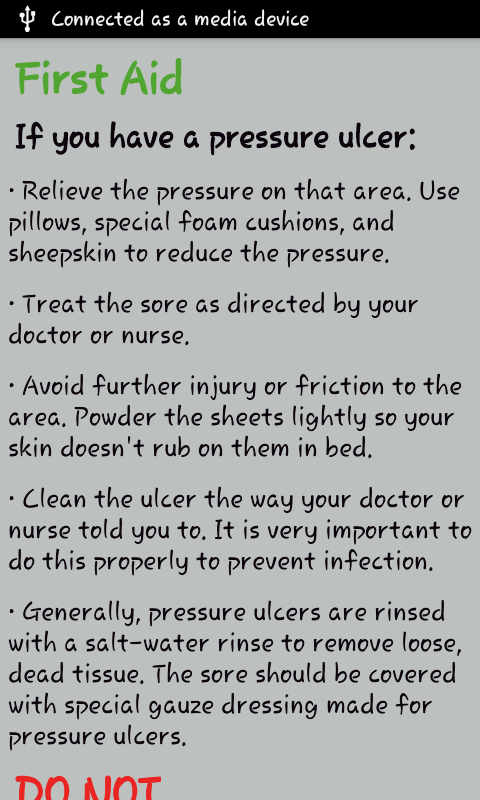 Connected as a media device
First Aid
If you have a pressure ulcer:
· Relieve the pressure on that area. Use
pillows, special foam cushions, and
sheepskin to reduce the pressure.
· Treat the sore as directed by your
doctor or nurse.
· Avoid further injury or friction to the
area. Powder the sheets lightly so your
skin doesn't rub on them in bed.
· Clean the ulcer the way your doctor or
nurse told you to. It is very important to
do this properly to prevent infection.
· Generally, pressure ulcers are rinsed
with a salt-water rinse to remove loose,
dead tissue. The sore should be covered
with special gauze dressing made for
pressure ulcers.
DO NOT